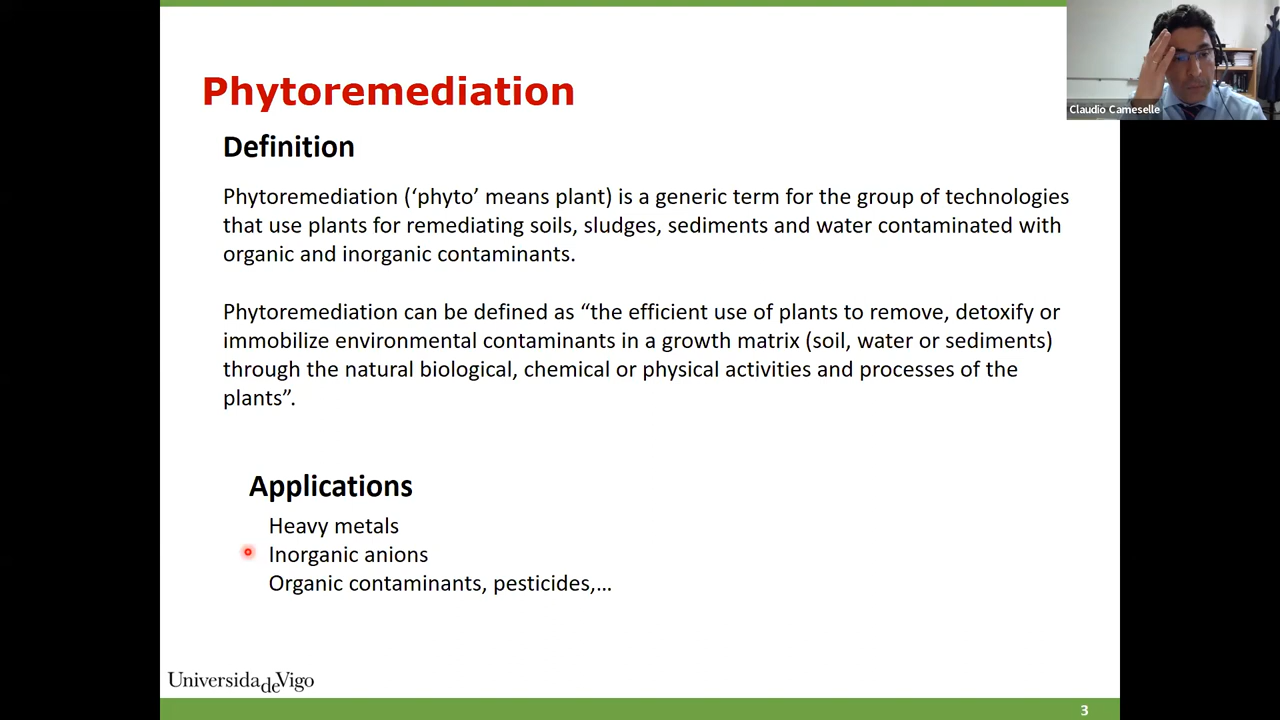 Phytoremediation
Claudio Cameselle
Definition
Phytoremediation (‘phyto’ means plant) is a generic term for the group of technologies
that use plants for remediating soils, sludges, sediments and water contaminated with
organic and inorganic contaminants.
Phytoremediation can be defined as “the efficient use of plants to remove, detoxify or
immobilize environmental contaminants in a growth matrix (soil, water or sediments)
through the natural biological, chemical or physical activities and processes of the
plants”.
Applications
Heavy metals
Inorganic anions
Organic contaminants, pesticides,...
UniversidadeVigo
3